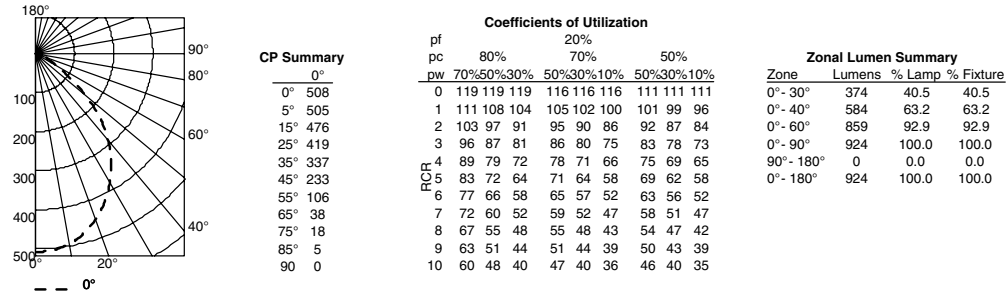 180°
90°
80°
60°
40°
20°
0°
100
200
300
400
500
0°
CP Summary
0°
0° 508
5° 505
15° 476
25° 419
35° 337
45° 233
55° 106
65° 38
75° 18
85° 5
90 0
Coefficients of Utilization
pf 20%
pc 80% 70% 50%
pw 70%50%30% 50%30%10% 50%30%10%
RCR
0 119 119 119 116 116 116 111 111 111
1 111 108 104 105 102 100 101 99 96
2 103 97 91 95 90 86 92 87 84
3 96 87 81 86 80 75 83 78 73
4 89 79 72 78 71 66 75 69 65
5 83 72 64 71 64 58 69 62 58
6 77 66 58 65 57 52 63 56 52
7 72 60 52 59 52 47 58 51 47
8 67 55 48 55 48 43 54 47 42
9 63 51 44 51 44 39 50 43 39
10 60 48 40 47 40 36 46 40 35
Zonal Lumen Summary
Zone Lumens % Lamp % Fixture
0°- 30° 374 40.5 40.5
0°- 40° 584 63.2 63.2
0°- 60° 859 92.9 92.9
0°- 90° 924 100.0 100.0
90°- 180° 0 0.0 0.0
0°- 180° 924 100.0 100.0